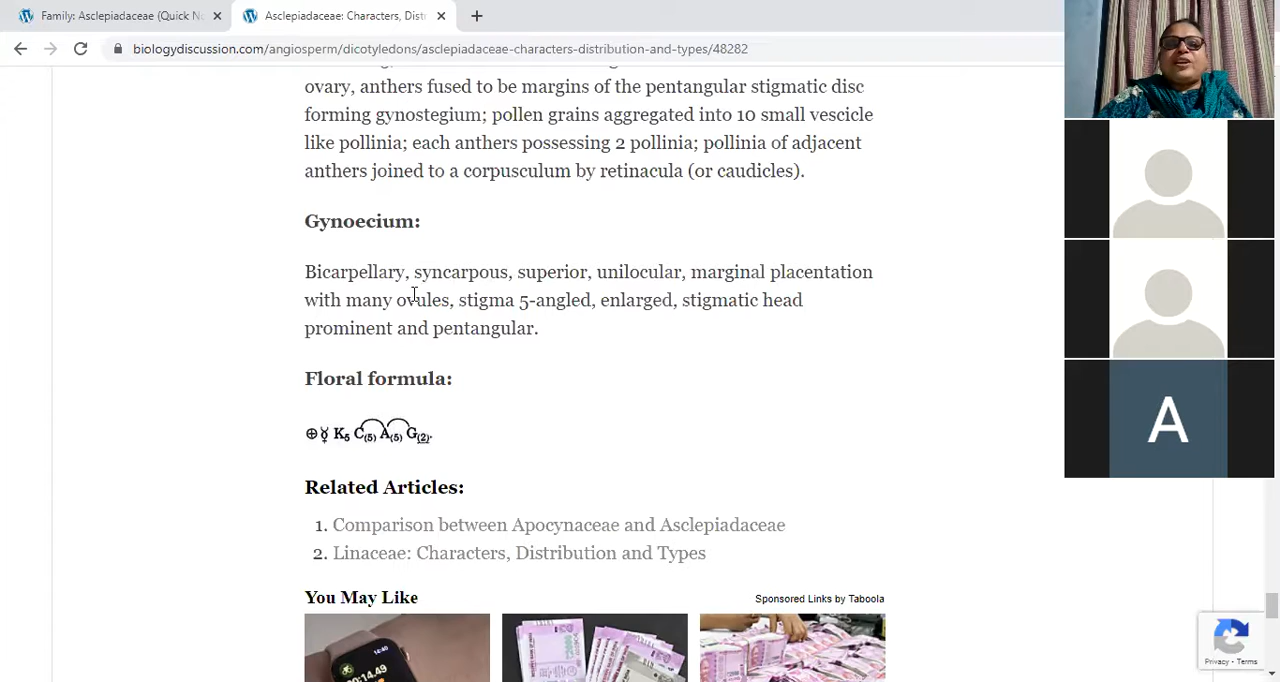 Family: Asclepiadaceae (Quick N
Asclepiadaceae: Characters, Distr
biologydiscussion.com/angiosperm/dicotyledons/asclepiadaceae-characters-distribution-and-types/48282
ovary, anthers fused to be margins of the pentangular stigmatic disc
forming gynostegium; pollen grains aggregated into 10 small vescicle
like pollinia; each anthers possessing 2 pollinia; pollinia of adjacent
anthers joined to a corpusculum by retinacula (or caudicles).
Gynoecium:
Bicarpellary, syncarpous, superior, unilocular, marginal placentation
with many ovules, stigma 5-angled, enlarged, stigmatic head
prominent and pentangular.
Floral formula:
⊕ ⚥ K5 C(5) A(5) G(2).
Related Articles:
1. Comparison between Apocynaceae and Asclepiadaceae
2. Linaceae: Characters, Distribution and Types
You May Like
Sponsored Links by Taboola
14:49
Privacy - Terms
A